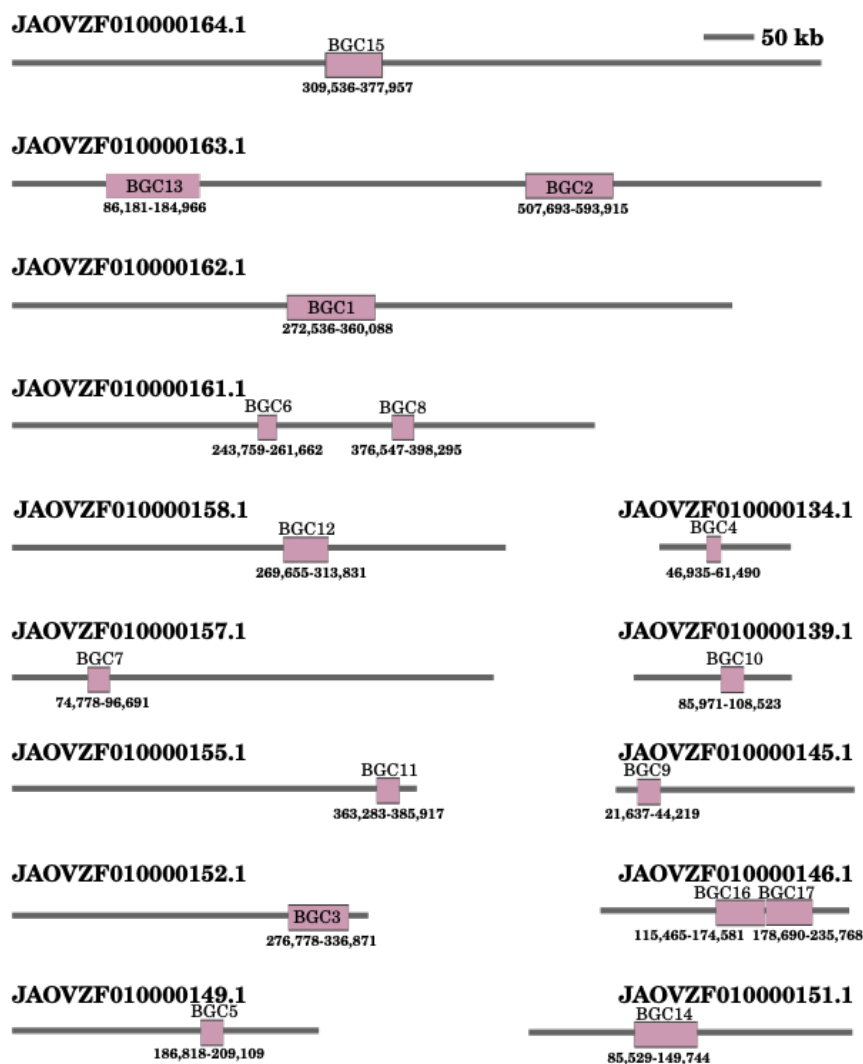 JAOVZF010000164.1
50 kb
BGC15
309,536-377,957
JAOVZF010000163.1
BGC13
BGC2
86,181-184,966
507,693-593,915
JAOVZF010000162.1
BGC1
272,536-360,088
JAOVZF010000161.1
BGC6
BGC8
243,759-261,662
376,547-398,295
JAOVZF010000158.1
BGC12
269,655-313,831
JAOVZF010000134.1
BGC4
46,935-61,490
JAOVZF010000157.1
BGC7
74,778-96,691
JAOVZF010000139.1
BGC10
85,971-108,523
JAOVZF010000155.1
BGC11
363,283-385,917
JAOVZF010000145.1
BGC9
21,637-44,219
JAOVZF010000152.1
BGC3
276,778-336,871
JAOVZF010000146.1
BGC16
BGC17
115,465-174,581
178,690-235,768
JAOVZF010000149.1
BGC5
186,818-209,109
JAOVZF010000151.1
BGC14
85,529-149,744